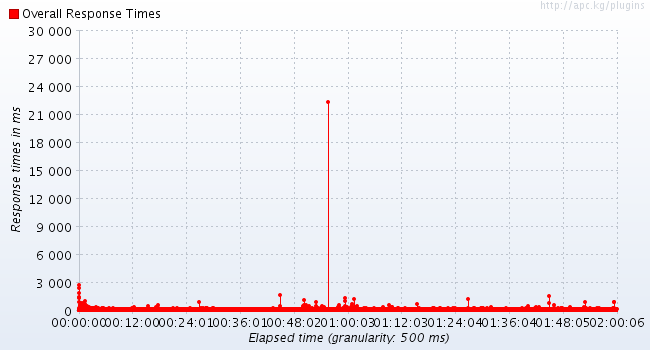 http://apc.kg/plugins
Overall Response Times
30 000
27 000
24 000
21 000
18 000
15 000
12 000
9 000
6 000
3 000
0
Response times in ms
00:00:00 00:12:00 00:24:01 00:36:01 00:48:02 01:00:03 01:12:03 01:24:04 01:36:04 01:48:05 02:00:06
Elapsed time (granularity: 500 ms)